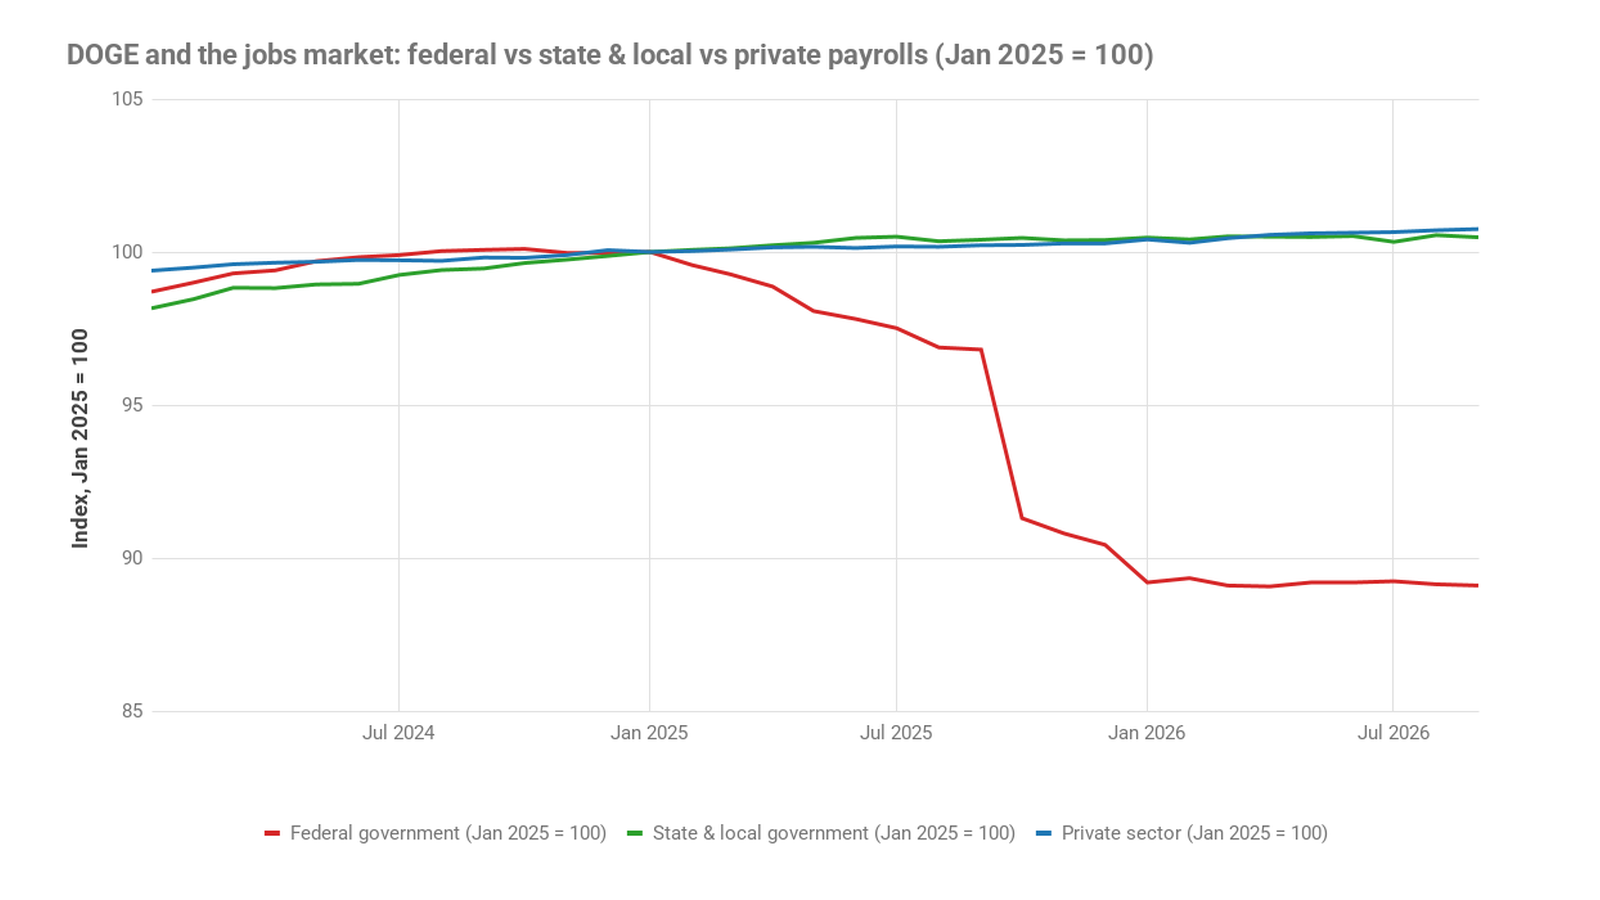 DOGE and the jobs market: federal vs state & local vs private payrolls (Jan 2025 = 100)
Index, Jan 2025 = 100
105
100
95
90
85
Jul 2024
Jan 2025
Jul 2025
Jan 2026
Jul 2026
Federal government (Jan 2025 = 100)
State & local government (Jan 2025 = 100)
Private sector (Jan 2025 = 100)